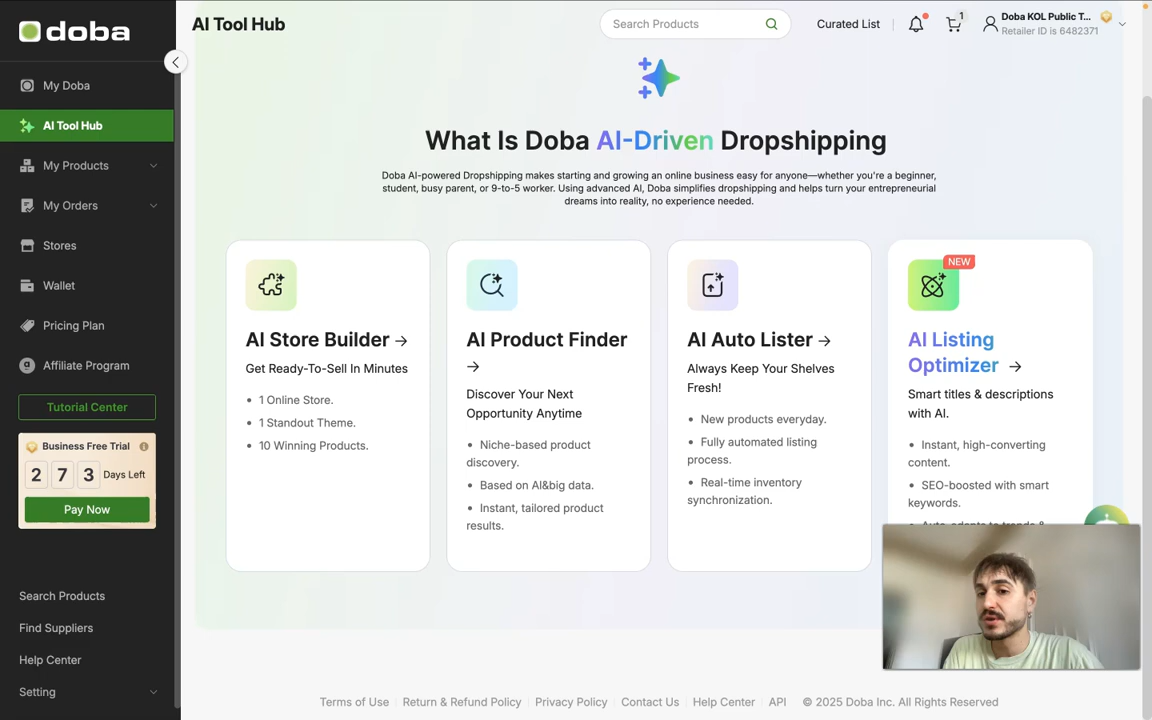 doba
My Doba
AI Tool Hub
My Products
My Orders
Stores
Wallet
Pricing Plan
Affiliate Program
Tutorial Center
Business Free Trial
2 7 3 Days Left
Pay Now
Search Products
Find Suppliers
Help Center
Setting
AI Tool Hub
Search Products
Curated List
1
Doba KOL Public T...
Retailer ID is 6482371
What Is Doba AI-Driven Dropshipping
Doba AI-powered Dropshipping makes starting and growing an online business easy for anyone—whether you're a beginner,
student, busy parent, or 9-to-5 worker. Using advanced AI, Doba simplifies dropshipping and helps turn your entrepreneurial
dreams into reality, no experience needed.
AI Store Builder →
Get Ready-To-Sell In Minutes
• 1 Online Store.
• 1 Standout Theme.
• 10 Winning Products.
AI Product Finder
→
Discover Your Next
Opportunity Anytime
• Niche-based product
discovery.
• Based on AI&big data.
• Instant, tailored product
results.
AI Auto Lister →
Always Keep Your Shelves
Fresh!
• New products everyday.
• Fully automated listing
process.
• Real-time inventory
synchronization.
NEW
AI Listing
Optimizer →
Smart titles & descriptions
with AI.
• Instant, high-converting
content.
• SEO-boosted with smart
keywords.
• Auto-adapts to trends &
Terms of Use
Return & Refund Policy
Privacy Policy
Contact Us
Help Center
API
© 2025 Doba Inc. All Rights Reserved